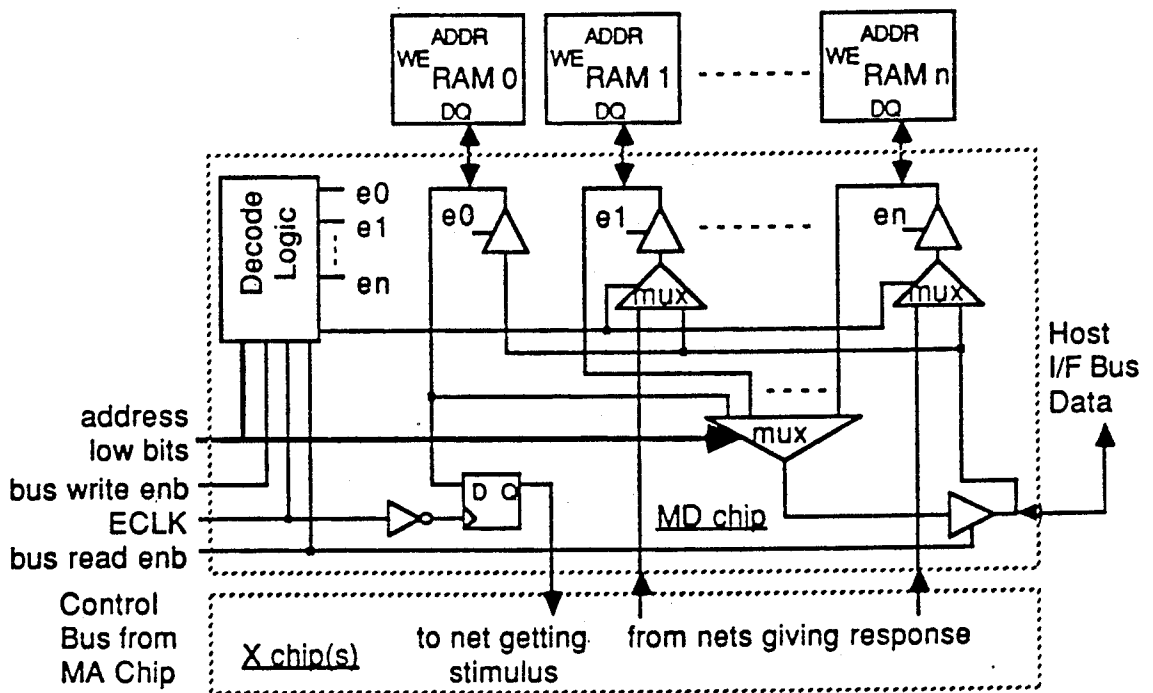 ADDR
WE
RAM 0
DQ
ADDR
WE
RAM 1
DQ
ADDR
WE
RAM n
DQ
Decode
Logic
e0
e1
en
e0
e1
en
mux
mux
Host
I/F Bus
Data
address
low bits
mux
bus write enb
D Q
ECLK
MD chip
bus read enb
Control
Bus from
MA Chip
X chip(s)
to net getting
stimulus
from nets giving response